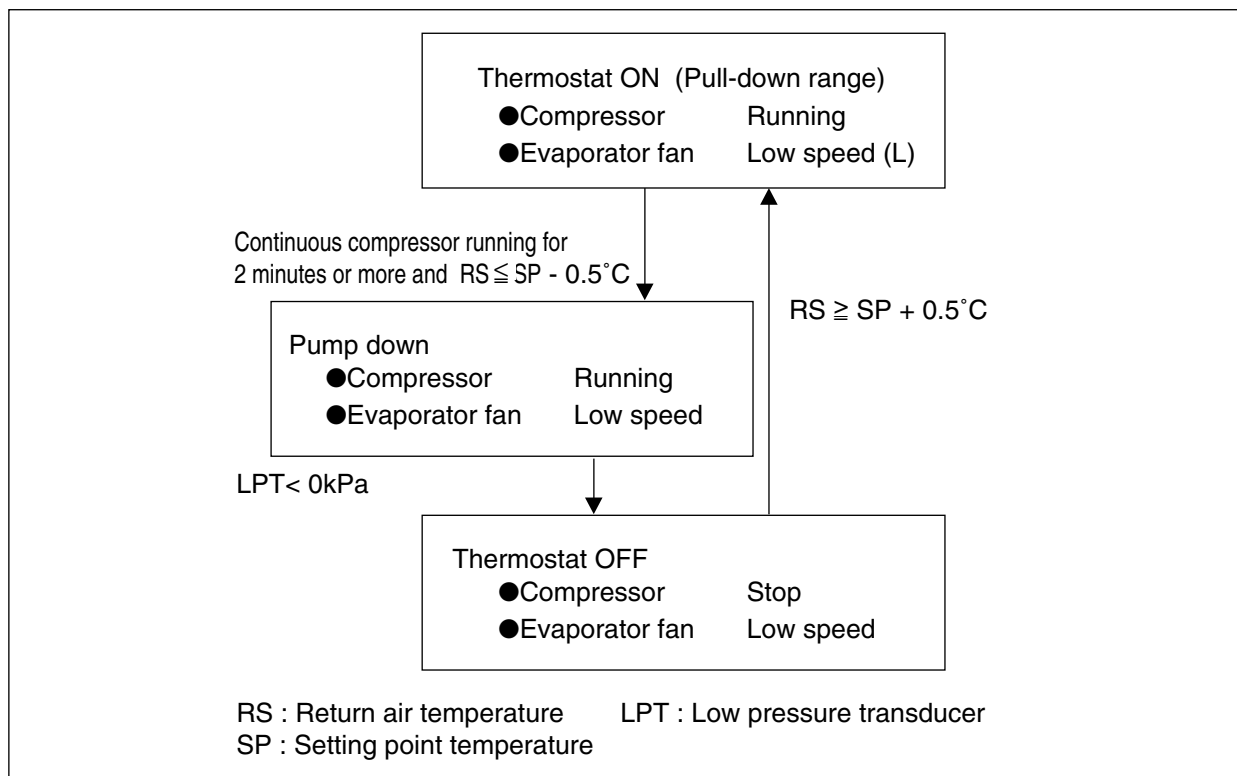 Thermostat ON (Pull-down range)
●Compressor Running
●Evaporator fan Low speed (L)
Continuous compressor running for
2 minutes or more and RS≦SP - 0.5˚C
RS ≧ SP + 0.5˚C
Pump down
●Compressor Running
●Evaporator fan Low speed
LPT< 0kPa
Thermostat OFF
●Compressor Stop
●Evaporator fan Low speed
RS : Return air temperature LPT : Low pressure transducer
SP : Setting point temperature